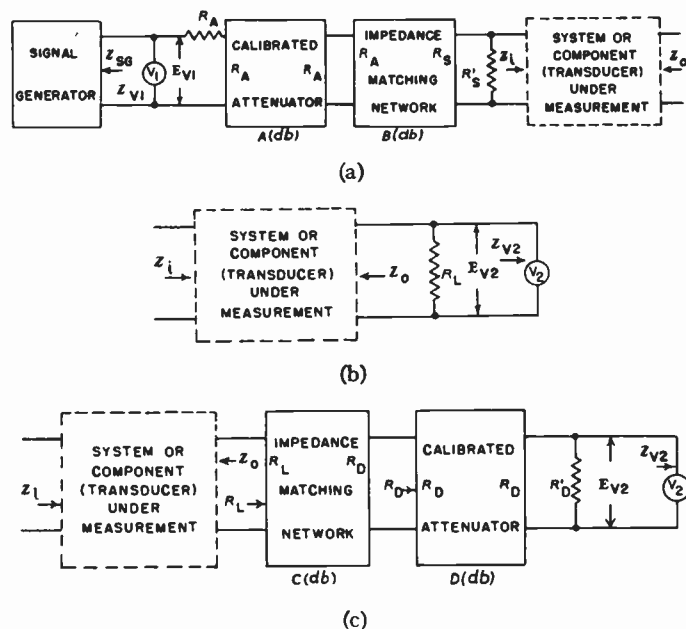 SIGNAL
GENERATOR
Z_SG
Z_V1
V_1
E_V1
R_A
CALIBRATED
R_A R_A
ATTENUATOR
A(db)
IMPEDANCE
R_A R_S
MATCHING
NETWORK
B(db)
R'_S
Z_i
SYSTEM OR
COMPONENT
(TRANSDUCER)
UNDER
MEASUREMENT
Z_o
(a)
Z_i
SYSTEM OR
COMPONENT
(TRANSDUCER)
UNDER
MEASUREMENT
Z_o
R_L
E_V2
Z_V2
V_2
(b)
Z_i
SYSTEM OR
COMPONENT
(TRANSDUCER)
UNDER
MEASUREMENT
Z_o
R_L
IMPEDANCE
R_L R_D
MATCHING
NETWORK
C(db)
R_D
CALIBRATED
R_D R_D
ATTENUATOR
D(db)
R'_D
E_V2
Z_V2
V_2
(c)